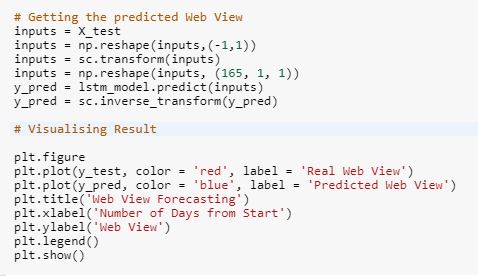 # Getting the predicted Web View
inputs = X_test
inputs = np.reshape(inputs,(-1,1))
inputs = sc.transform(inputs)
inputs = np.reshape(inputs, (165, 1, 1))
y_pred = lstm_model.predict(inputs)
y_pred = sc.inverse_transform(y_pred)
# Visualising Result
plt.figure
plt.plot(y_test, color = 'red', label = 'Real Web View')
plt.plot(y_pred, color = 'blue', label = 'Predicted Web View')
plt.title('Web View Forecasting')
plt.xlabel('Number of Days from Start')
plt.ylabel('Web View')
plt.legend()
plt.show()